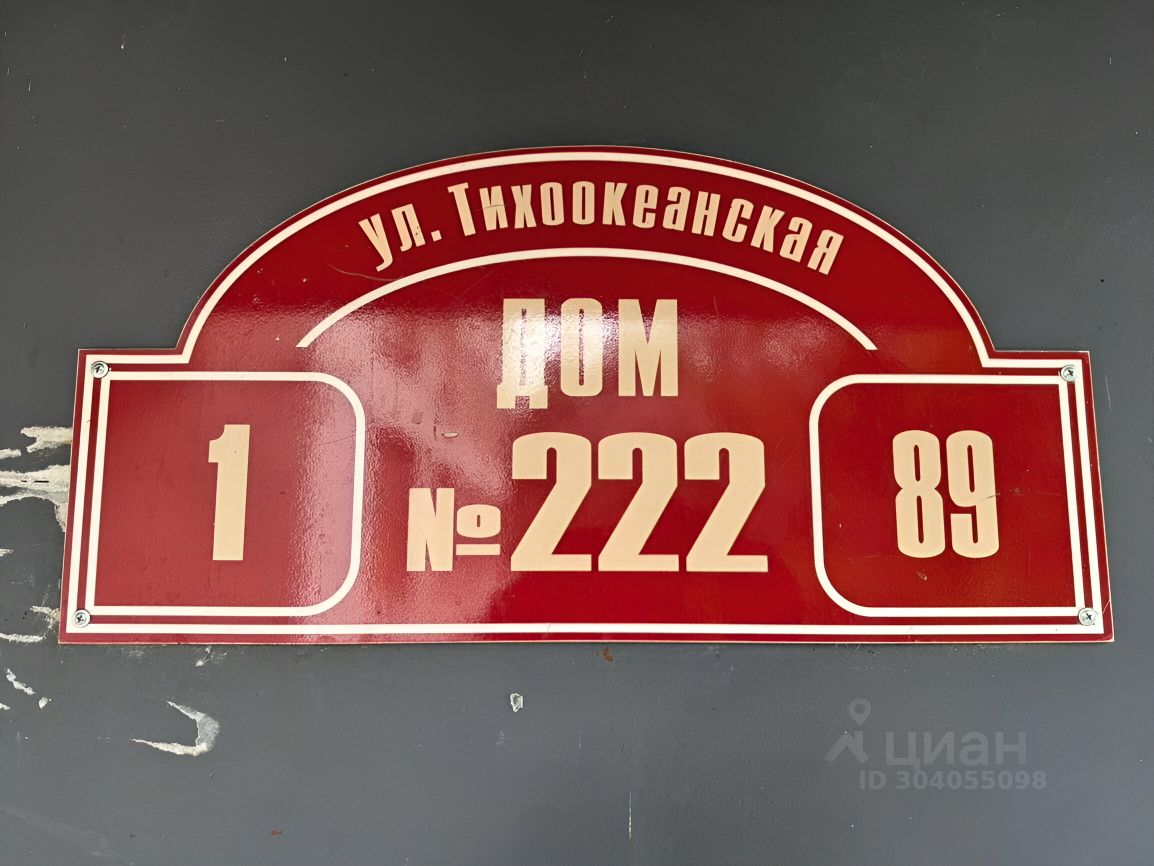 ул. Тихоокеанская
ДОМ
1
№222
89
циан
ID 304055098